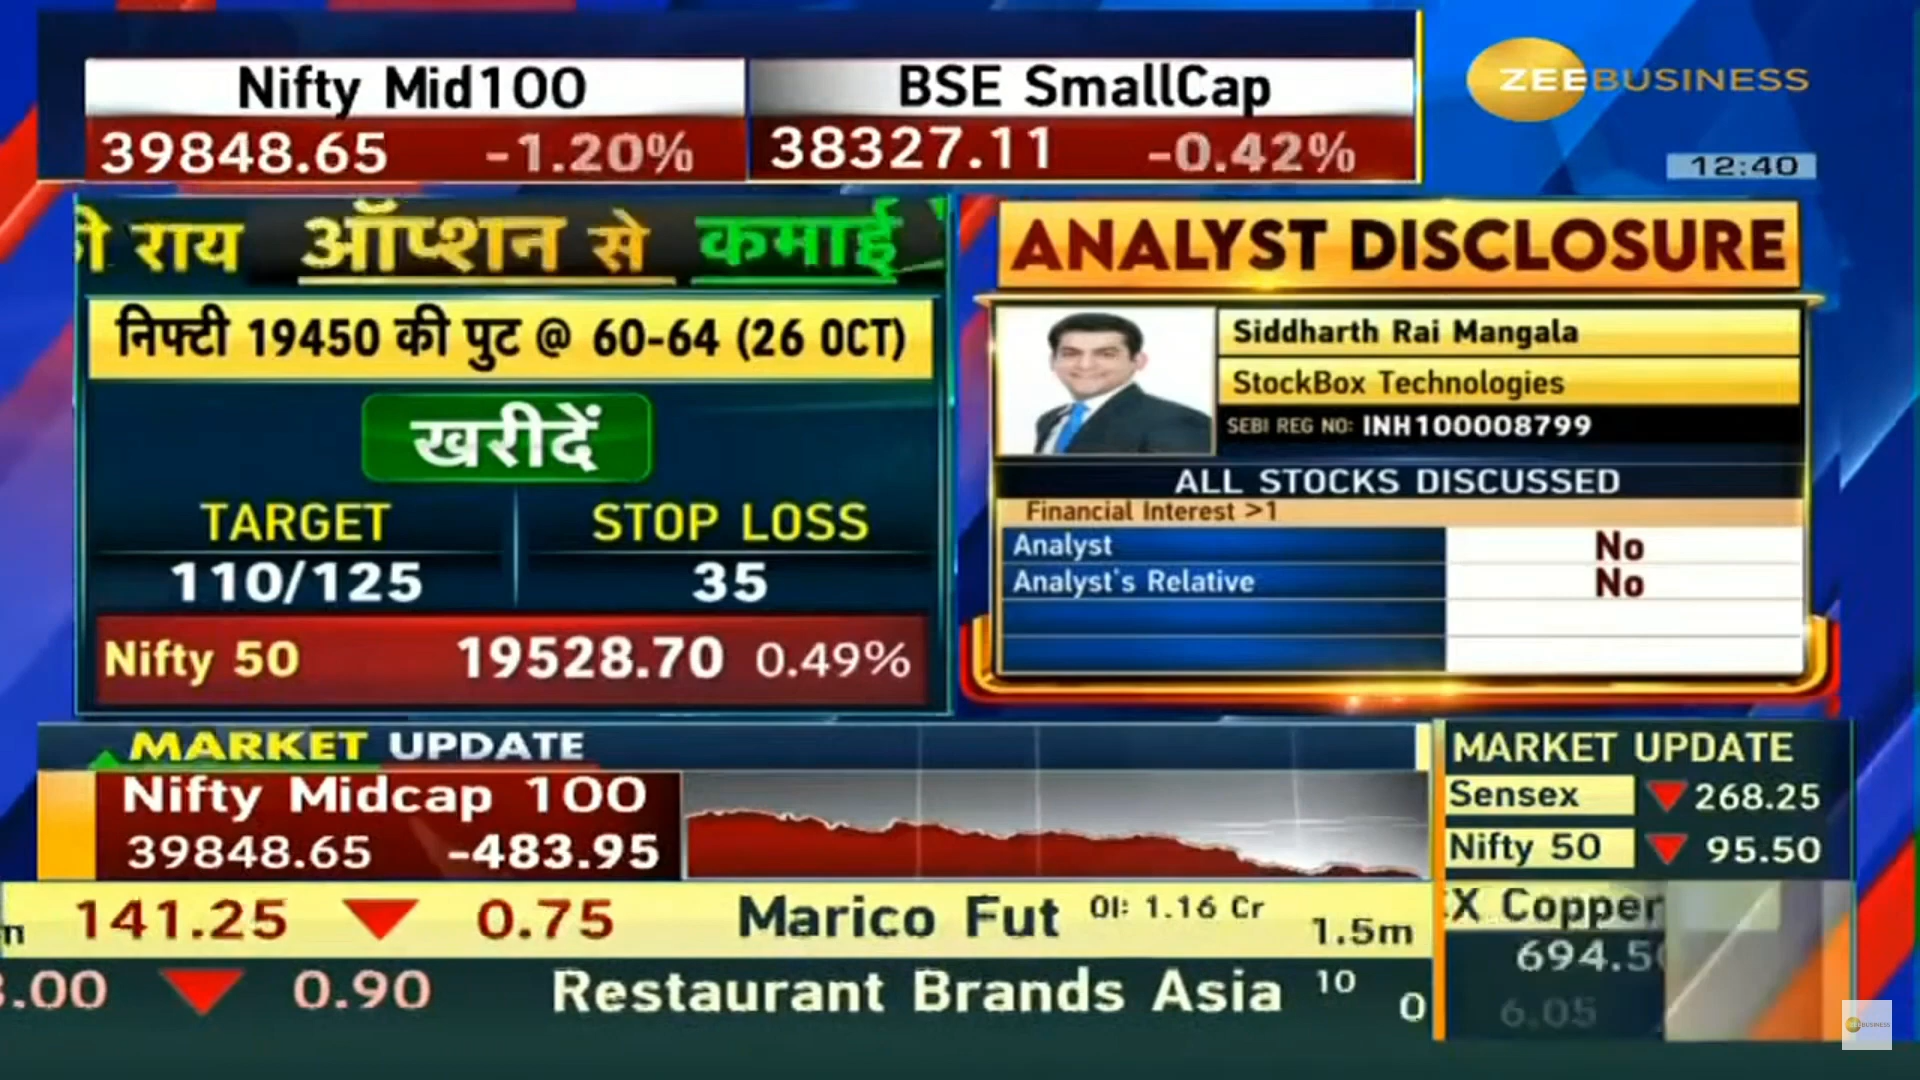 Nifty Mid100
39848.65 -1.20%
BSE SmallCap
38327.11 -0.42%
ZEEBUSINESS
12:40
राय ऑप्शन से कमाई
निफ्टी 19450 की पुट @ 60-64 (26 OCT)
खरीदें
TARGET
110/125
STOP LOSS
35
Nifty 50 19528.70 0.49%
ANALYST DISCLOSURE
Siddharth Rai Mangala
StockBox Technologies
SEBI REG NO: INH100008799
ALL STOCKS DISCUSSED
Financial Interest >1
Analyst No
Analyst's Relative No
MARKET UPDATE
Nifty Midcap 100
39848.65 -483.95
MARKET UPDATE
Sensex ▼ 268.25
Nifty 50 ▼ 95.50
X Copper
694.5
6.05
m 141.25 ▼ 0.75 Marico Fut OI: 1.16 Cr 1.5m
.00 ▼ 0.90 Restaurant Brands Asia 10 0
ZEEBUSINESS